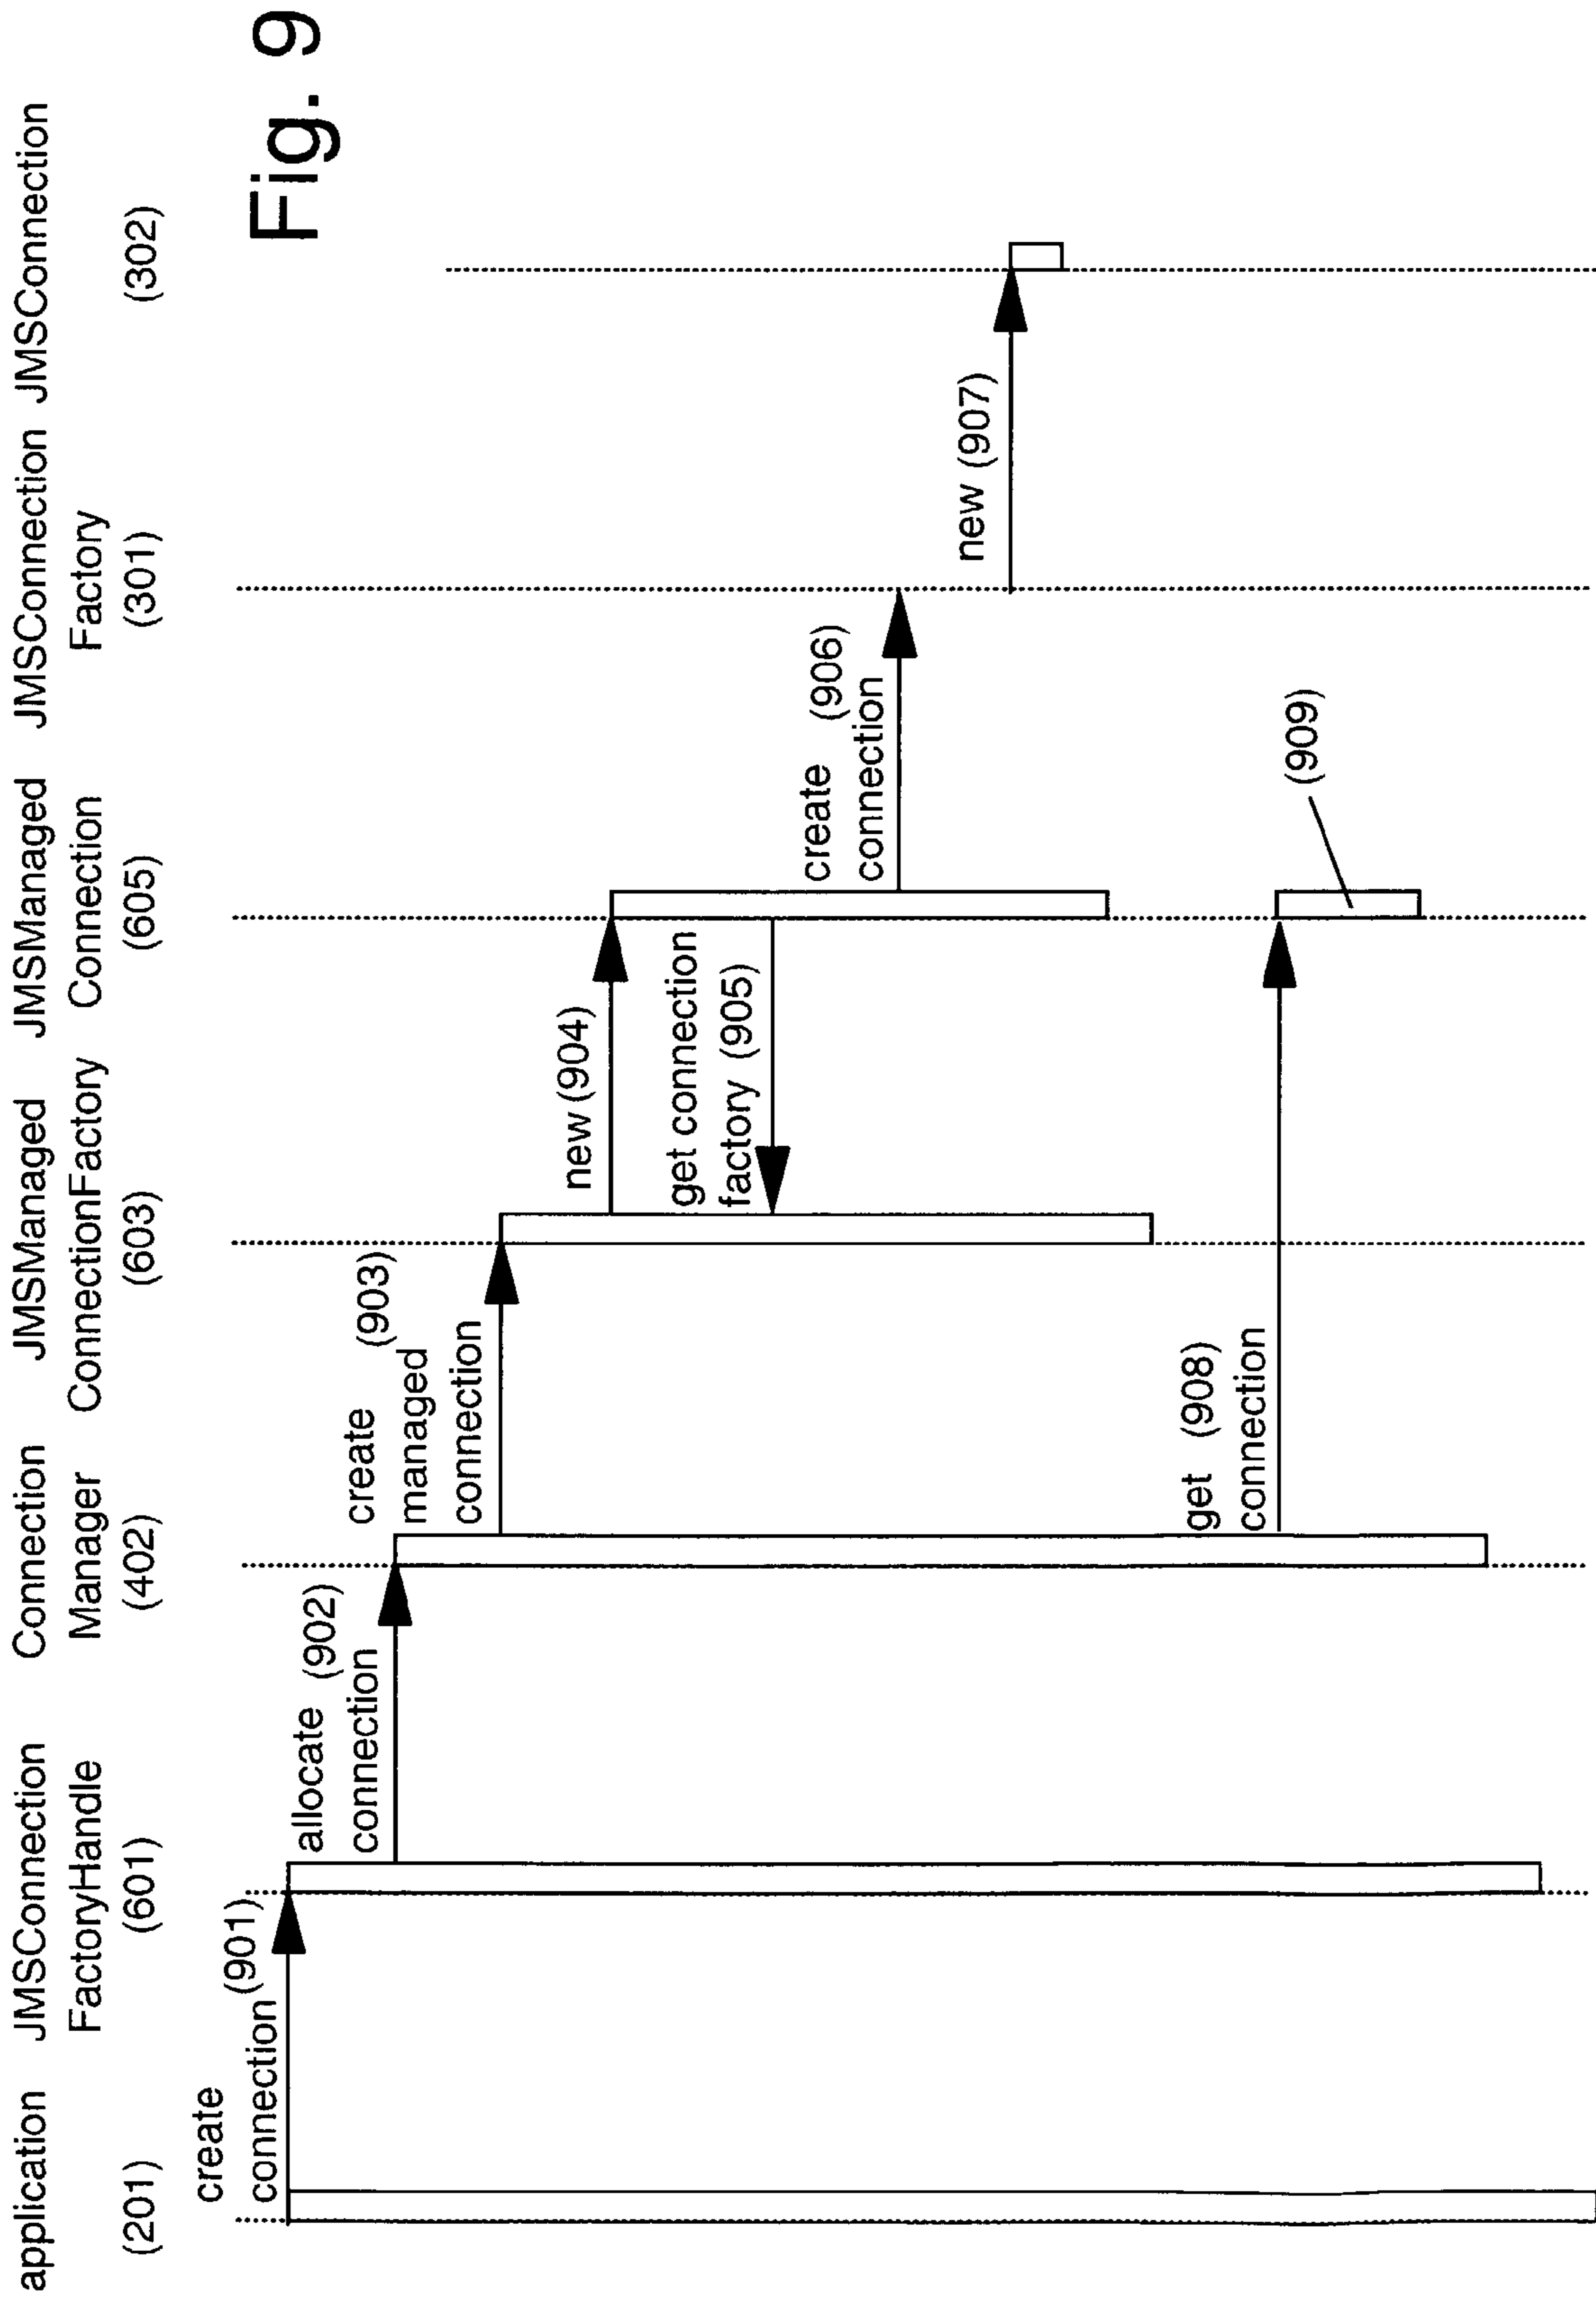 application JMSConnection Connection JMSManaged JMSManaged JMSConnection JMSConnection
FactoryHandle Manager ConnectionFactory Connection Factory
(201) (601) (402) (603) (605) (301) (302)
Fig. 9
create
connection (901)
allocate (902)
connection
create (903)
managed
connection
new (904)
get connection
factory (905)
create (906)
connection
new (907)
get (908)
connection
(909)